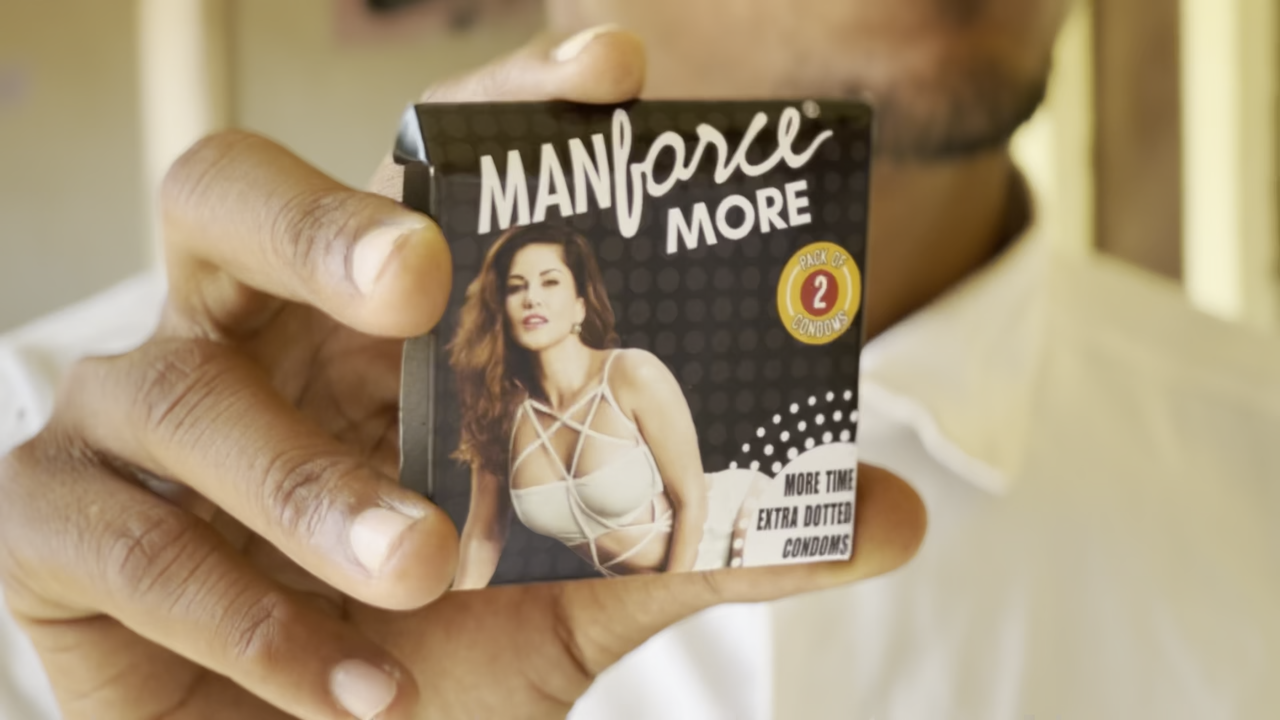 MANforce
MORE
PACK OF
2
CONDOMS
MORE TIME
EXTRA DOTTED
CONDOMS